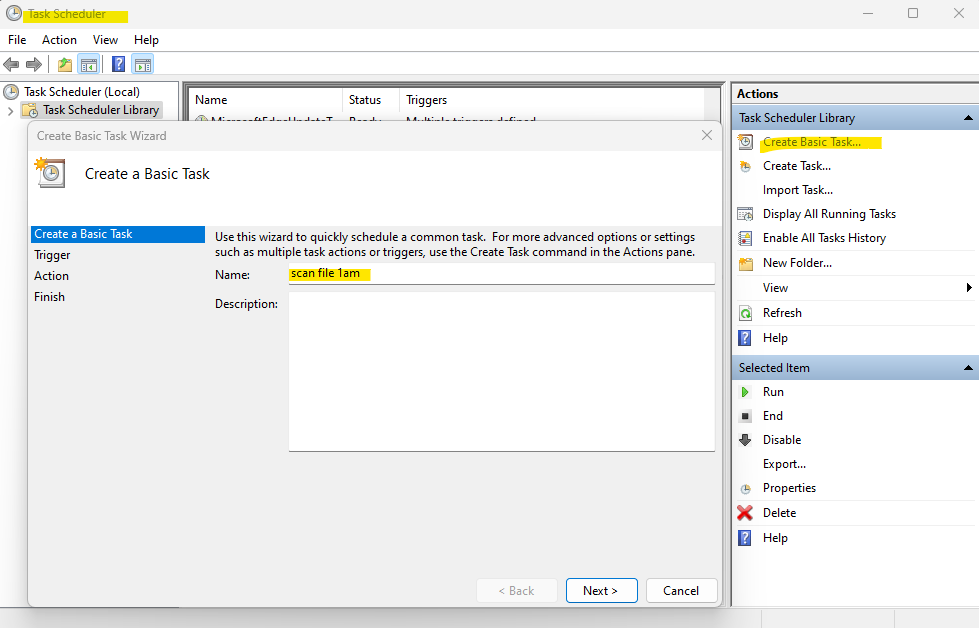 Task Scheduler
File Action View Help
Task Scheduler (Local)
Task Scheduler Library
Name Status Triggers
MicrosoftEdgeUpdateT Ready Multiple triggers defined
Create Basic Task Wizard
Create a Basic Task
Create a Basic Task
Trigger
Action
Finish
Use this wizard to quickly schedule a common task. For more advanced options or settings
such as multiple task actions or triggers, use the Create Task command in the Actions pane.
Name: scan file 1am
Description:
< Back Next > Cancel
Actions
Task Scheduler Library
Create Basic Task...
Create Task...
Import Task...
Display All Running Tasks
Enable All Tasks History
New Folder...
View
Refresh
Help
Selected Item
Run
End
Disable
Export...
Properties
Delete
Help